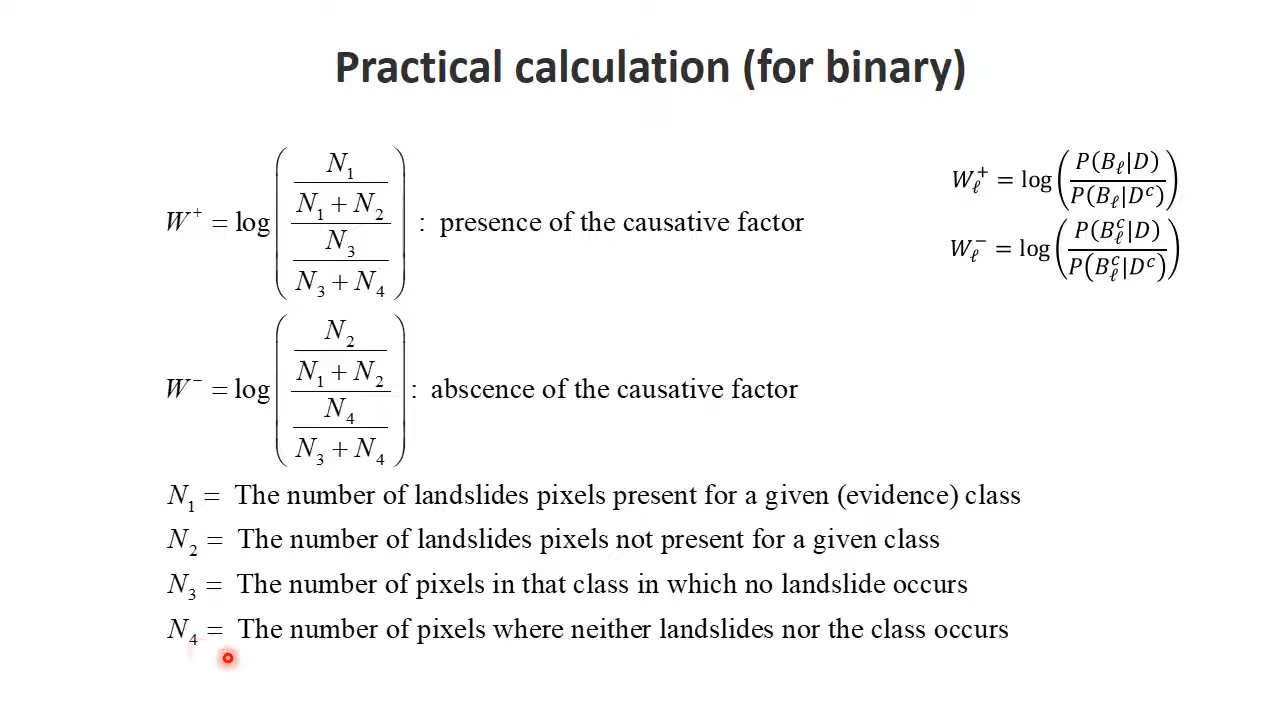 Practical calculation (for binary)
W⁺ = log( (N₁ / (N₁ + N₂)) / (N₃ / (N₃ + N₄)) ) : presence of the causative factor
W⁻ = log( (N₂ / (N₁ + N₂)) / (N₄ / (N₃ + N₄)) ) : abscence of the causative factor
W_ℓ⁺ = log( P(B_ℓ|D) / P(B_ℓ|Dᶜ) )
W_ℓ⁻ = log( P(B_ℓᶜ|D) / P(B_ℓᶜ|Dᶜ) )
N₁ = The number of landslides pixels present for a given (evidence) class
N₂ = The number of landslides pixels not present for a given class
N₃ = The number of pixels in that class in which no landslide occurs
N₄ = The number of pixels where neither landslides nor the class occurs